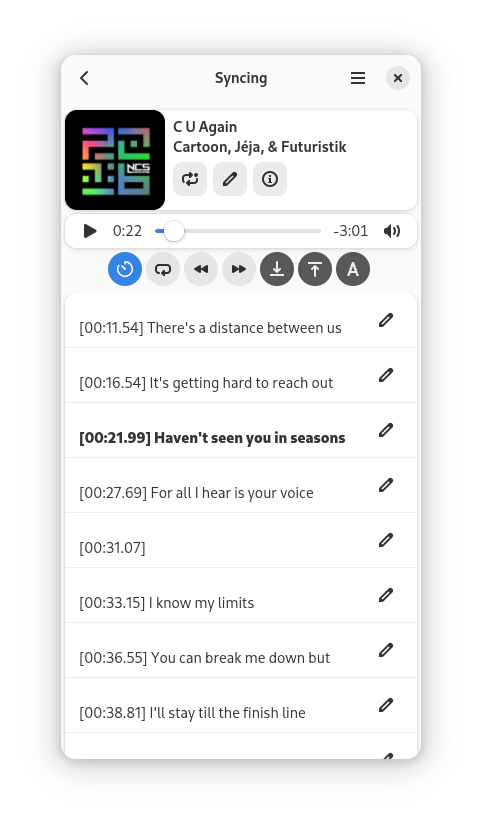 Syncing
C U Again
Cartoon, Jéja, & Futuristik
NCS
0:22
-3:01
A
[00:11.54] There's a distance between us
[00:16.54] It's getting hard to reach out
[00:21.99] Haven't seen you in seasons
[00:27.69] For all I hear is your voice
[00:31.07]
[00:33.15] I know my limits
[00:36.55] You can break me down but
[00:38.81] I'll stay till the finish line